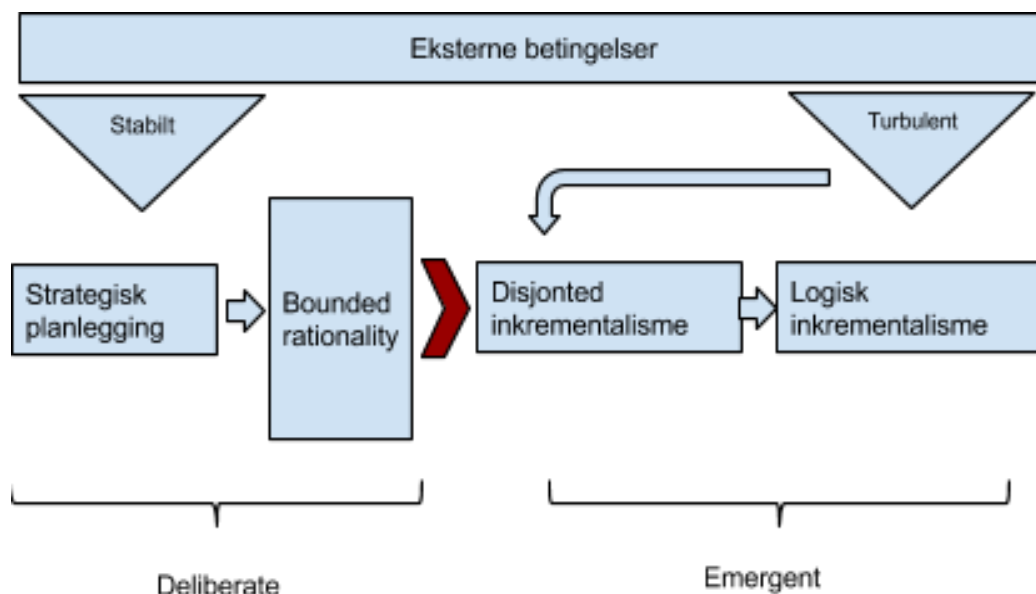 Eksterne betingelser
Stabilt
Turbulent
Strategisk
planlegging
Bounded
rationality
Disjonted
inkrementalisme
Logisk
inkrementalisme
Deliberate
Emergent